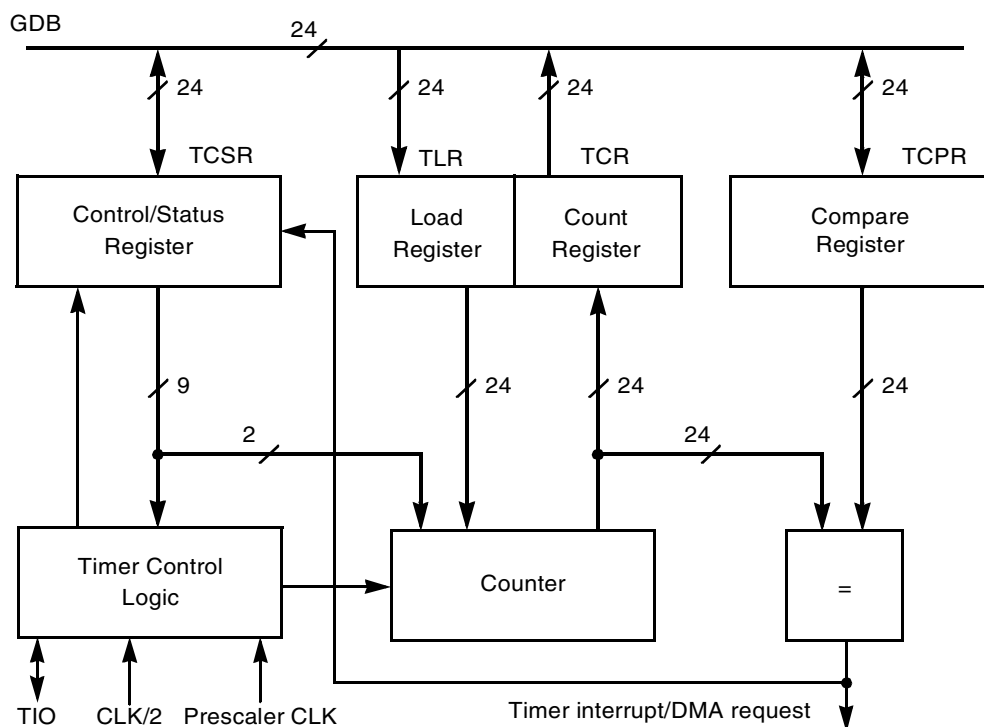 GDB
24
24
24
24
24
TCSR
TLR
TCR
TCPR
Control/Status
Register
Load
Register
Count
Register
Compare
Register
9
24
24
24
2
24
Timer Control
Logic
Counter
=
TIO
CLK/2
Prescaler CLK
Timer interrupt/DMA request